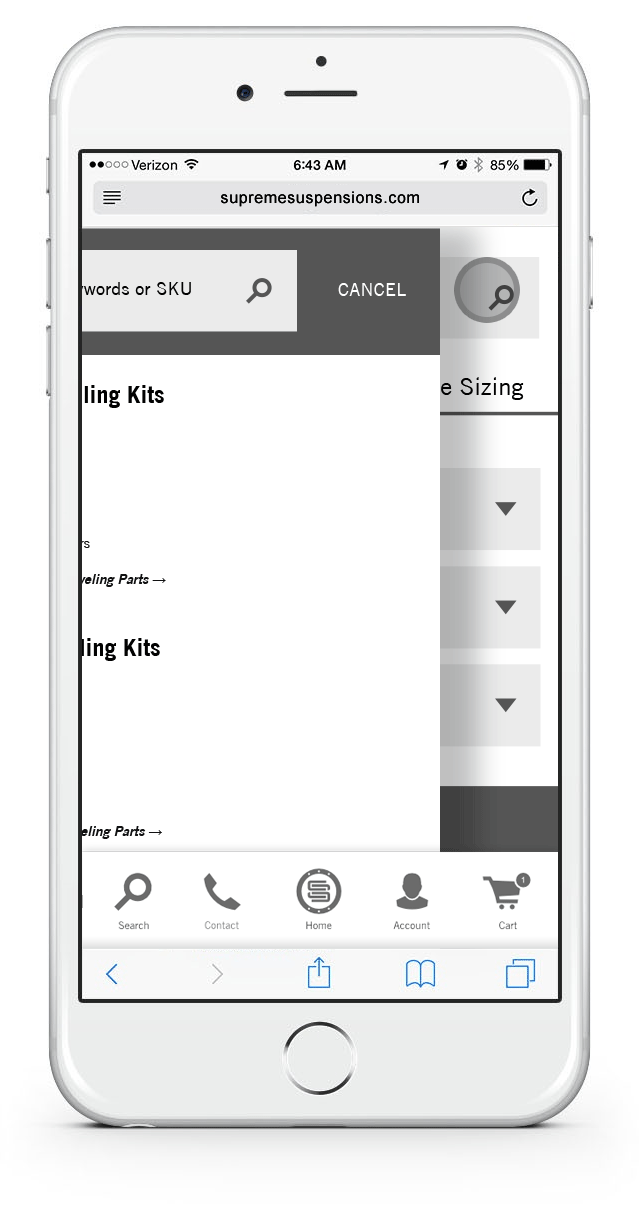 Verizon 6:43 AM 85%
supremesuspensions.com
ywords or SKU CANCEL
e Sizing
ling Kits
rs
veling Parts →
ling Kits
eling Parts →
1
Search Contact Home Account Cart